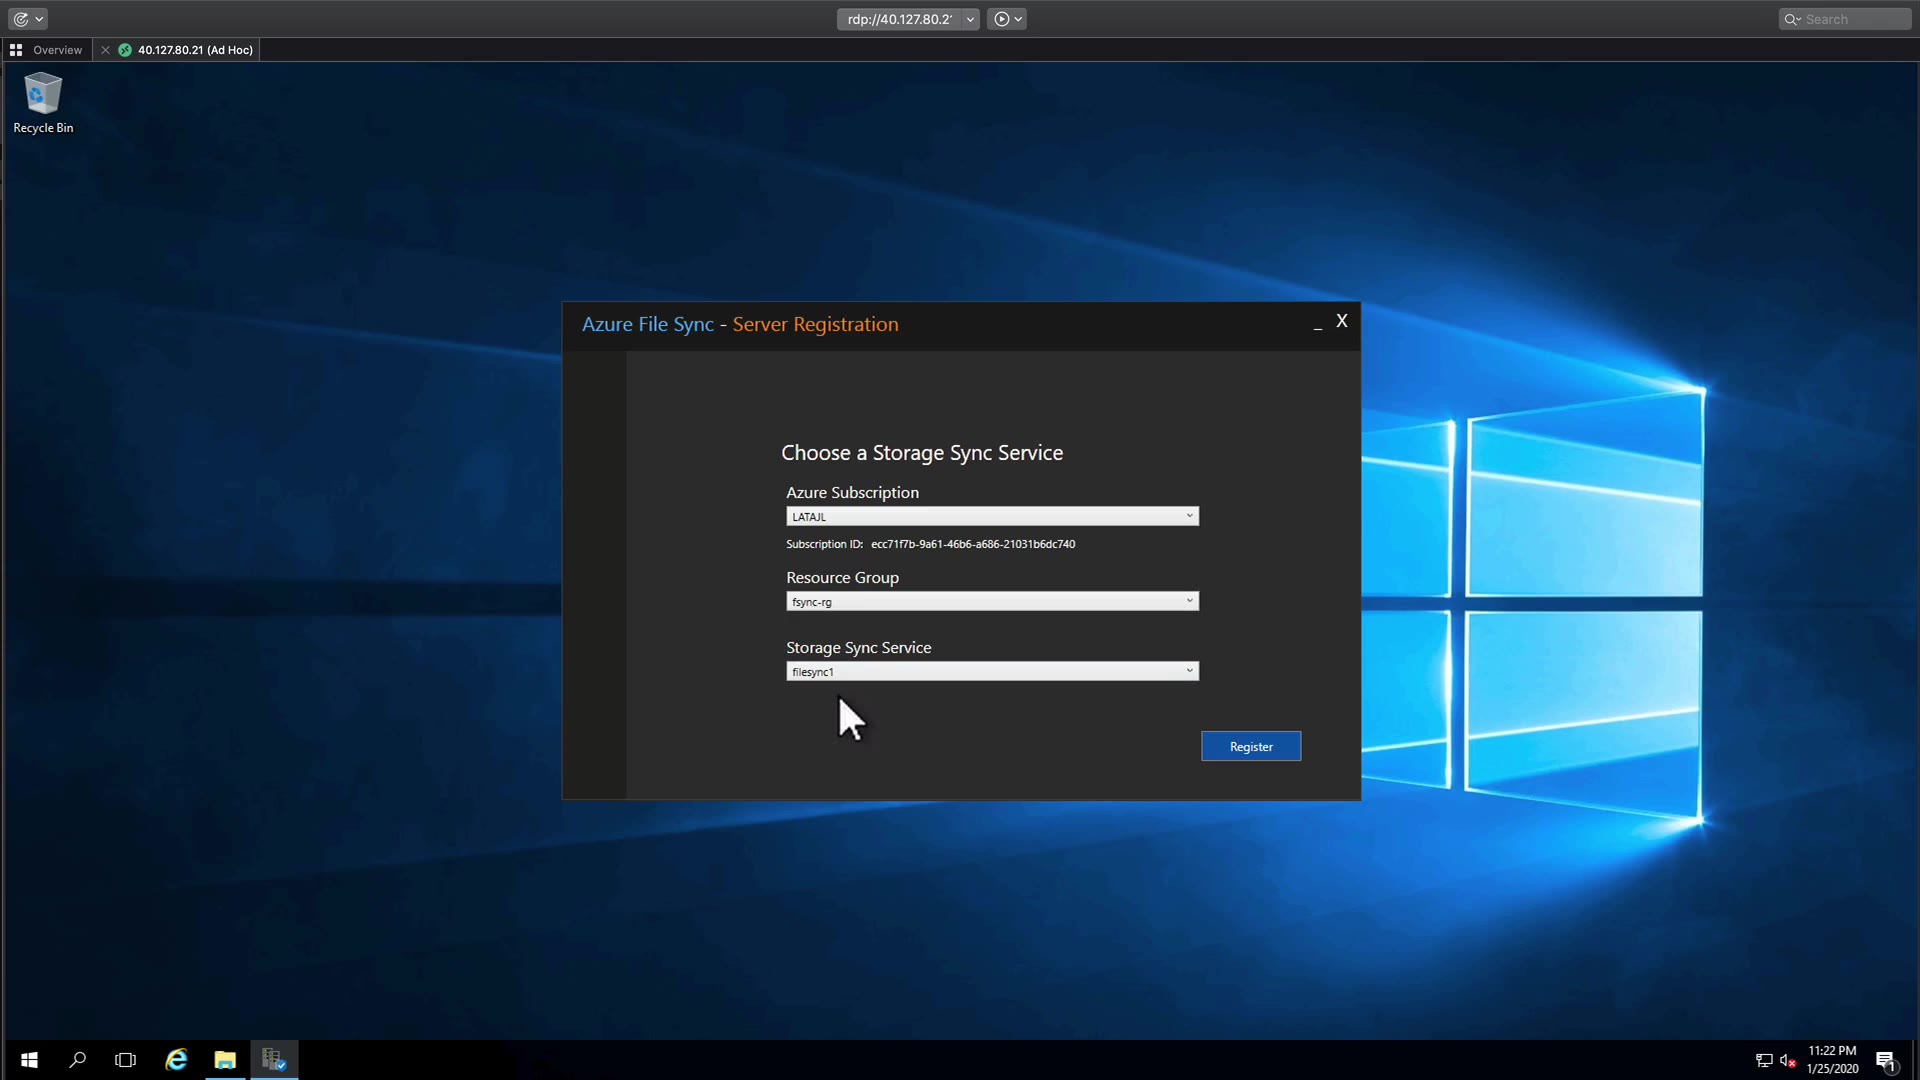 rdp://40.127.80.2
Search
Overview
40.127.80.21 (Ad Hoc)
Recycle Bin
Azure File Sync - Server Registration
_ X
Choose a Storage Sync Service
Azure Subscription
LATAJL
Subscription ID: ecc71f7b-9a61-46b6-a686-21031b6dc740
Resource Group
fsync-rg
Storage Sync Service
filesync1
Register
11:22 PM
1/25/2020
1